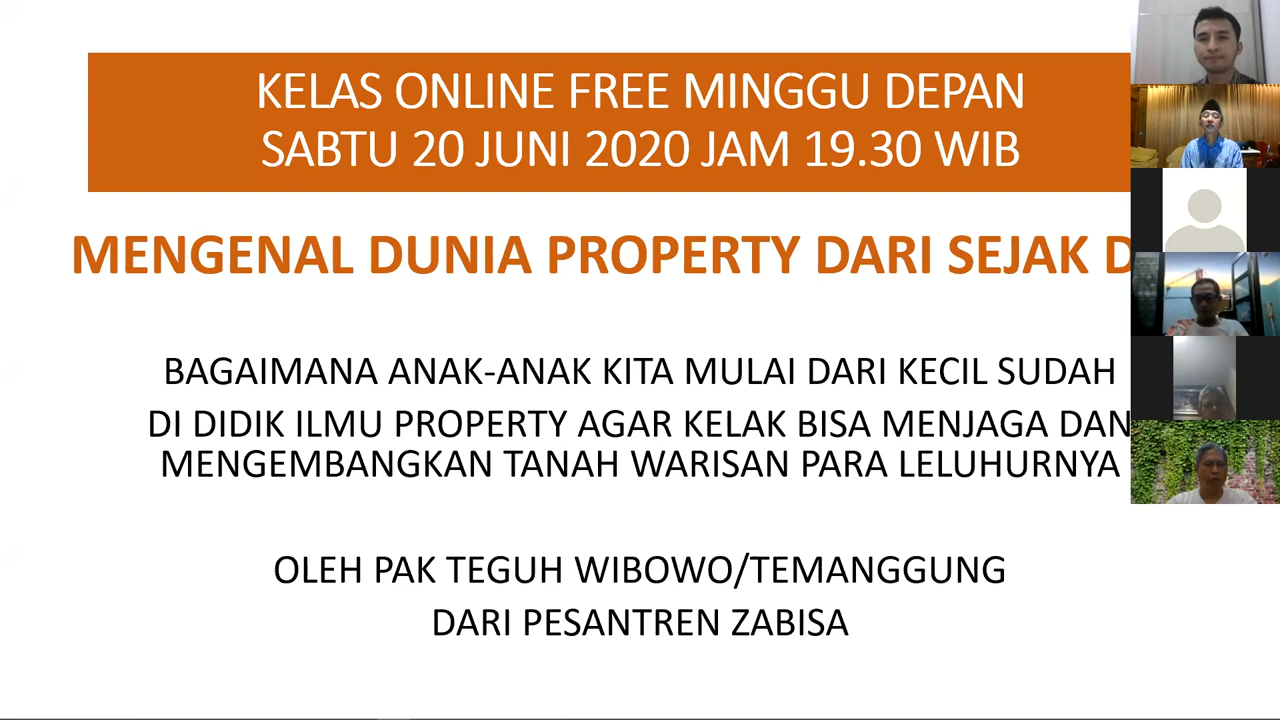 KELAS ONLINE FREE MINGGU DEPAN
SABTU 20 JUNI 2020 JAM 19.30 WIB
MENGENAL DUNIA PROPERTY DARI SEJAK
BAGAIMANA ANAK-ANAK KITA MULAI DARI KECIL SUDAH
DI DIDIK ILMU PROPERTY AGAR KELAK BISA MENJAGA DAN
MENGEMBANGKAN TANAH WARISAN PARA LELUHURNYA
OLEH PAK TEGUH WIBOWO/TEMANGGUNG
DARI PESANTREN ZABISA